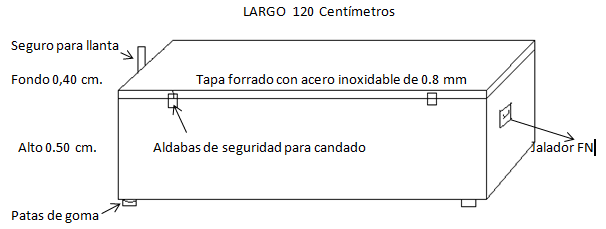 LARGO 120 Centímetros
Seguro para llanta
Fondo 0,40 cm.
Tapa forrado con acero inoxidable de 0.8 mm
Alto 0.50 cm.
Aldabas de seguridad para candado
Jalador FN
Patas de goma